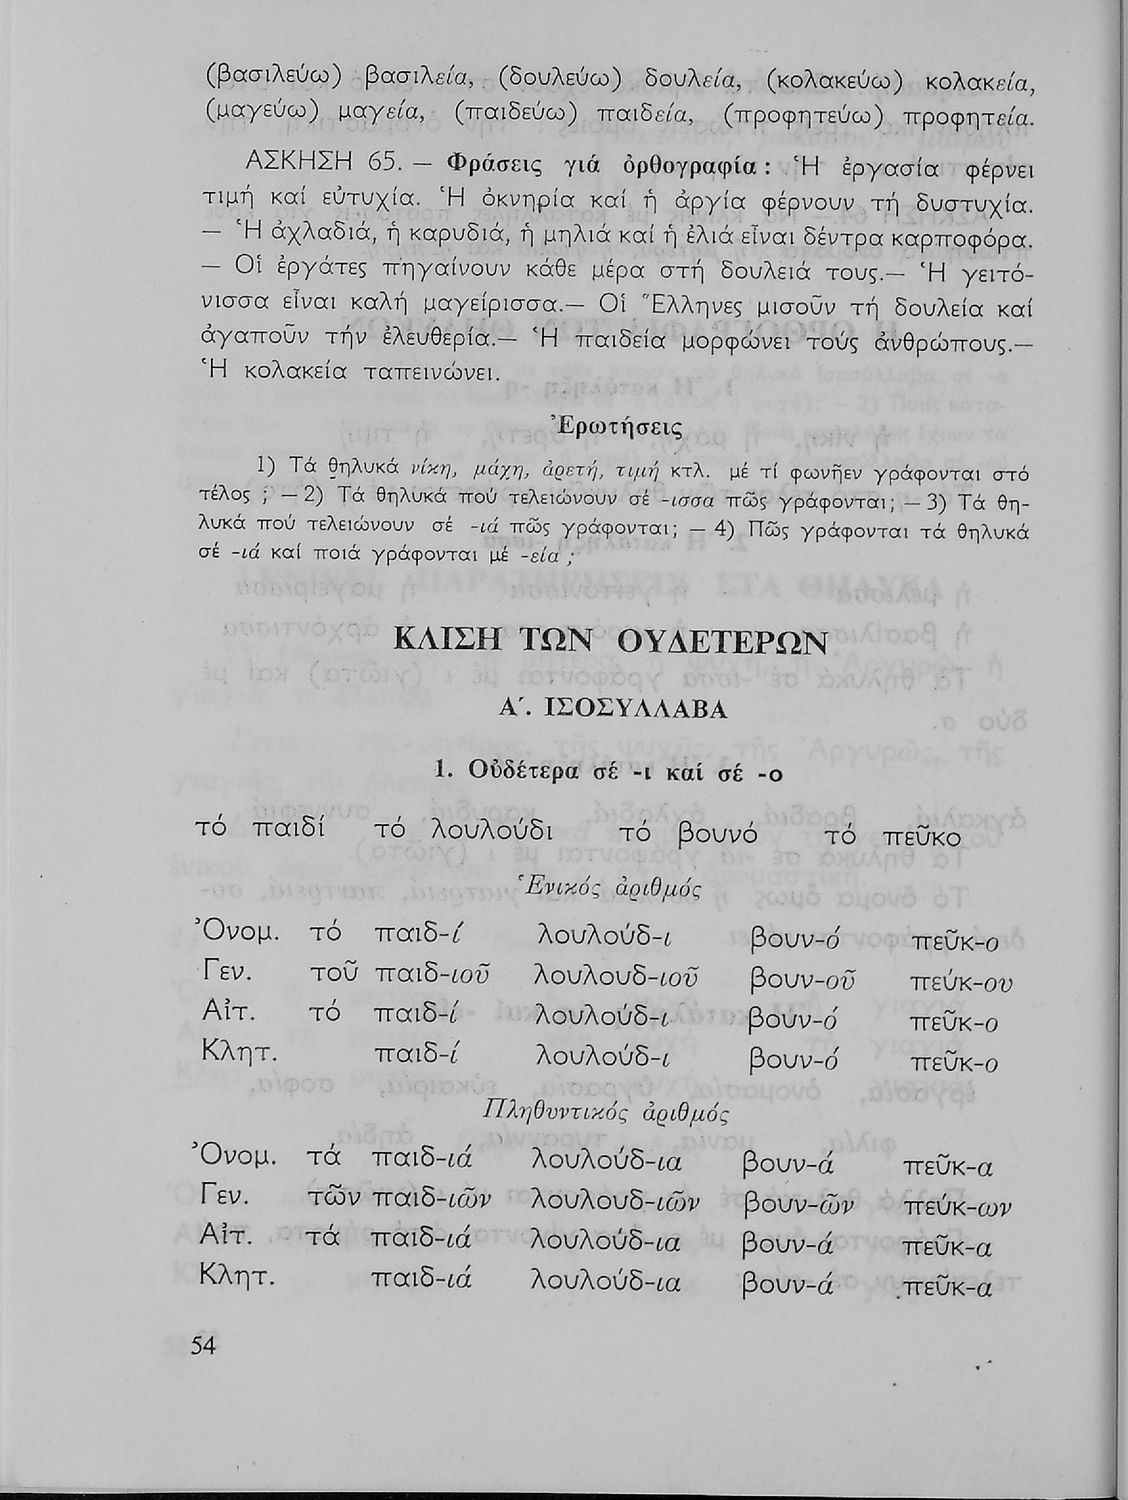 (βασιλεύω) βασιλεία, (δουλεύω) δουλεία, (κολακεύω) κολακεία,
(μαγεύω) μαγεία, (παιδεύω) παιδεία, (προφητεύω) προφητεία.
ΑΣΚΗΣΗ 65. — Φράσεις γιά ὀρθογραφία : Ἡ ἐργασία φέρνει
τιμή καί εὐτυχία. Ἡ ὀκνηρία καί ἡ ἀργία φέρνουν τή δυστυχία.
— Ἡ ἀχλαδιά, ἡ καρυδιά, ἡ μηλιά καί ἡ ἐλιά εἶναι δέντρα καρποφόρα.
— Οἱ ἐργάτες πηγαίνουν κάθε μέρα στή δουλειά τους.— Ἡ γειτό-
νισσα εἶναι καλή μαγείρισσα.— Οἱ Ἕλληνες μισοῦν τή δουλεία καί
ἀγαποῦν τήν ἐλευθερία.— Ἡ παιδεία μορφώνει τούς ἀνθρώπους.—
Ἡ κολακεία ταπεινώνει.
Ἐρωτήσεις
1) Τά θηλυκά νίκη, μάχη, ἀρετή, τιμή κτλ. μέ τί φωνῆεν γράφονται στό
τέλος ; — 2) Τά θηλυκά πού τελειώνουν σέ -ισσα πῶς γράφονται; — 3) Τά θη-
λυκά πού τελειώνουν σέ -ιά πῶς γράφονται; — 4) Πῶς γράφονται τά θηλυκά
σέ -ιά καί ποιά γράφονται μέ -εία ;
ΚΛΙΣΗ ΤΩΝ ΟΥΔΕΤΕΡΩΝ
Α΄. ΙΣΟΣΥΛΛΑΒΑ
1. Οὐδέτερα σέ -ι καί σέ -ο
τό παιδί τό λουλούδι τό βουνό τό πεῦκο
Ἑνικός ἀριθμός
Ὀνομ. τό παιδ-ί λουλούδ-ι βουν-ό πεῦκ-ο
Γεν. τοῦ παιδ-ιοῦ λουλουδ-ιοῦ βουν-οῦ πεύκ-ου
Αἰτ. τό παιδ-ί λουλούδ-ι βουν-ό πεῦκ-ο
Κλητ. παιδ-ί λουλούδ-ι βουν-ό πεῦκ-ο
Πληθυντικός ἀριθμός
Ὀνομ. τά παιδ-ιά λουλούδ-ια βουν-ά πεῦκ-α
Γεν. τῶν παιδ-ιῶν λουλουδ-ιῶν βουν-ῶν πεύκ-ων
Αἰτ. τά παιδ-ιά λουλούδ-ια βουν-ά πεῦκ-α
Κλητ. παιδ-ιά λουλούδ-ια βουν-ά πεῦκ-α
54